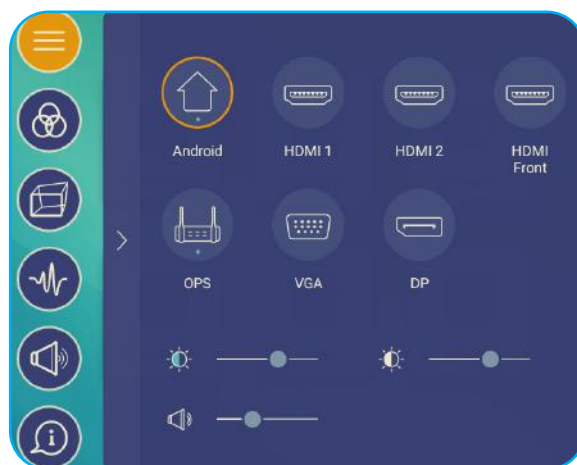 Android
HDMI 1
HDMI 2
HDMI
Front
OPS
VGA
DP